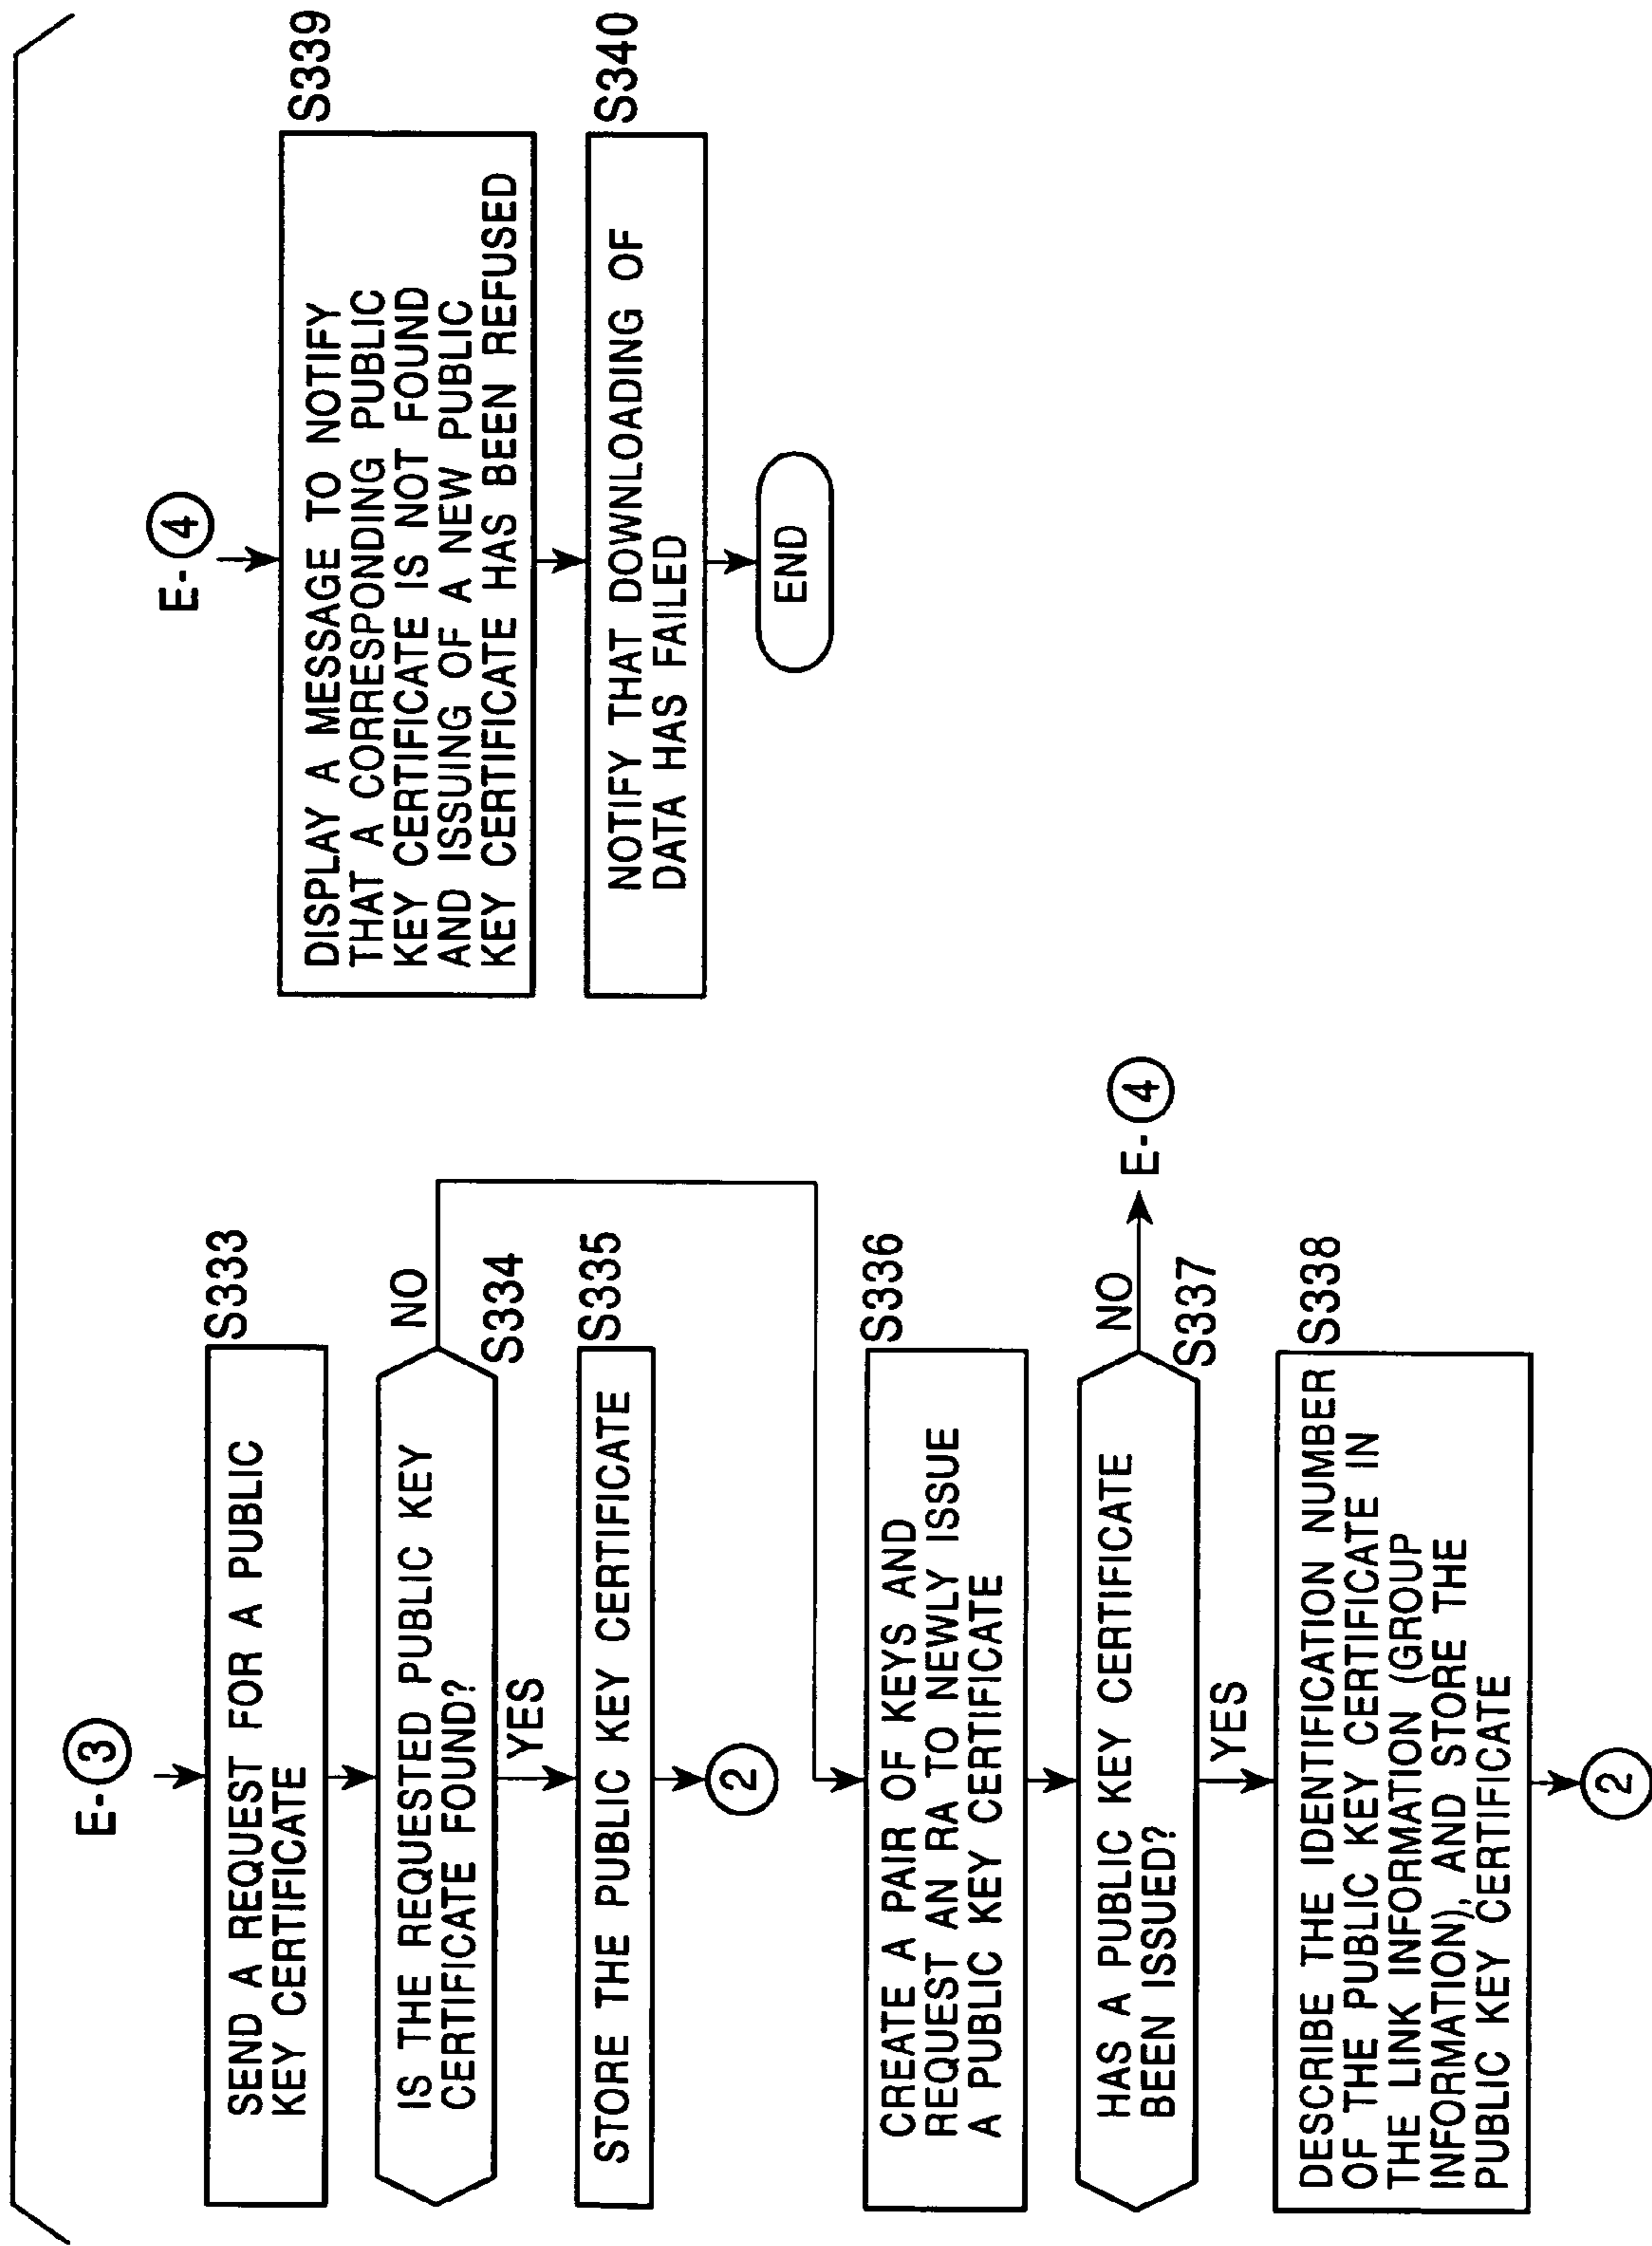 E-3
SEND A REQUEST FOR A PUBLIC
KEY CERTIFICATE
S333
IS THE REQUESTED PUBLIC KEY
CERTIFICATE FOUND?
NO
S334
YES
STORE THE PUBLIC KEY CERTIFICATE
S335
2
CREATE A PAIR OF KEYS AND
REQUEST AN RA TO NEWLY ISSUE
A PUBLIC KEY CERTIFICATE
S336
HAS A PUBLIC KEY CERTIFICATE
BEEN ISSUED?
NO
E-4
S337
YES
DESCRIBE THE IDENTIFICATION NUMBER
OF THE PUBLIC KEY CERTIFICATE IN
THE LINK INFORMATION (GROUP
INFORMATION), AND STORE THE
PUBLIC KEY CERTIFICATE
S338
2
E-4
DISPLAY A MESSAGE TO NOTIFY
THAT A CORRESPONDING PUBLIC
KEY CERTIFICATE IS NOT FOUND
AND ISSUING OF A NEW PUBLIC
KEY CERTIFICATE HAS BEEN REFUSED
S339
NOTIFY THAT DOWNLOADING OF
DATA HAS FAILED
S340
END